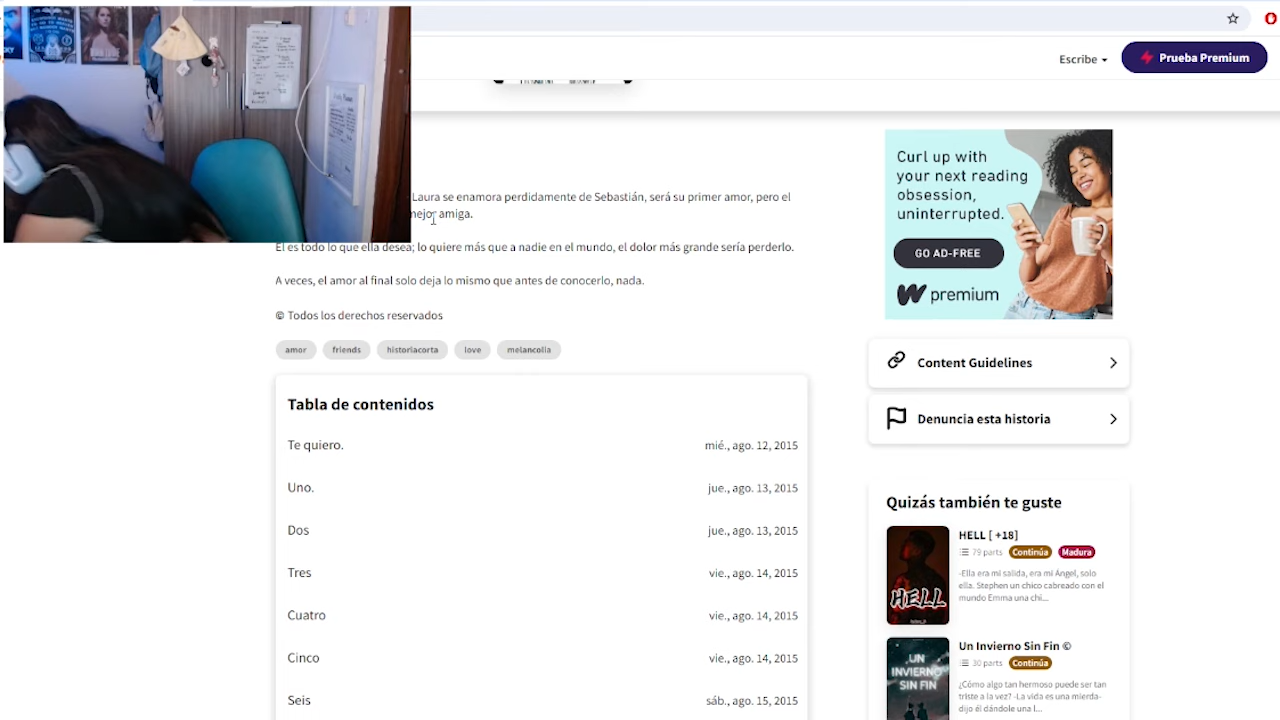 Escribe
Prueba Premium
Laura se enamora perdidamente de Sebastián, será su primer amor, pero el
mejor amiga.
El es todo lo que ella desea; lo quiere más que a nadie en el mundo, el dolor más grande sería perderlo.
A veces, el amor al final solo deja lo mismo que antes de conocerlo, nada.
© Todos los derechos reservados
amor friends historiacorta love melancolia
Tabla de contenidos
Te quiero. mié., ago. 12, 2015
Uno. jue., ago. 13, 2015
Dos jue., ago. 13, 2015
Tres vie., ago. 14, 2015
Cuatro vie., ago. 14, 2015
Cinco vie., ago. 14, 2015
Seis sáb., ago. 15, 2015
Curl up with
your next reading
obsession,
uninterrupted.
GO AD-FREE
premium
Content Guidelines
Denuncia esta historia
Quizás también te guste
HELL
HELL [ +18]
79 parts Continúa Madura
-Ella era mi salida, era mi Ángel, solo
ella. Stephen un chico cabreado con el
mundo Emma una chi...
UN
INVIERNO
SIN FIN
Un Invierno Sin Fin ©
30 parts Continúa
¿Cómo algo tan hermoso puede ser tan
triste a la vez? -La vida es una mierda-
dijo él dándole una l...